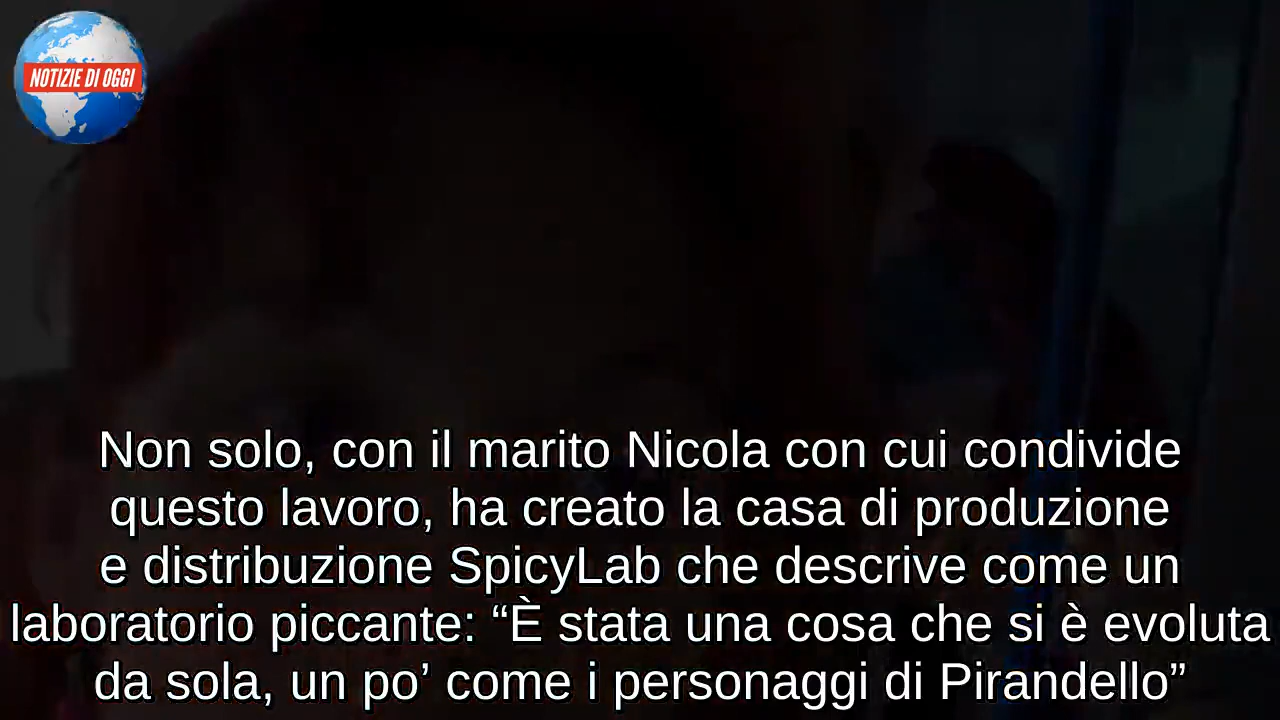 NOTIZIE DI OGGI
Non solo, con il marito Nicola con cui condivide
questo lavoro, ha creato la casa di produzione
e distribuzione SpicyLab che descrive come un
laboratorio piccante: “È stata una cosa che si è evoluta
da sola, un po’ come i personaggi di Pirandello”